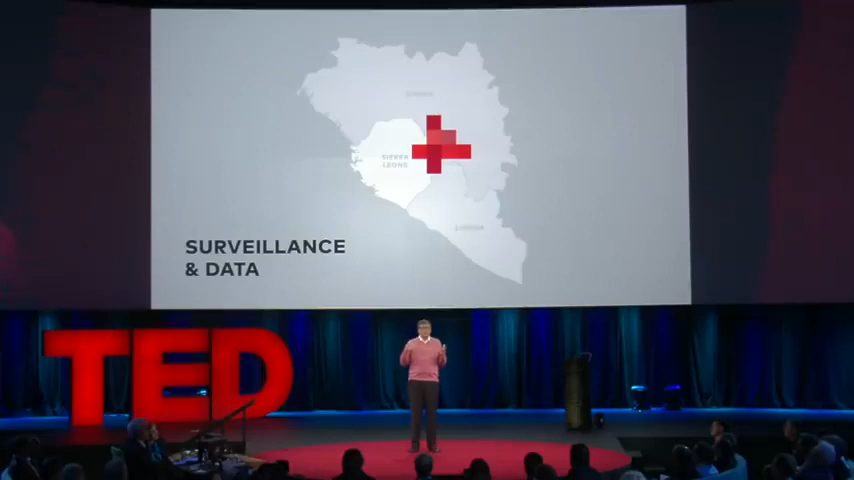 SIERRA
LEONE
SURVEILLANCE
& DATA
TED